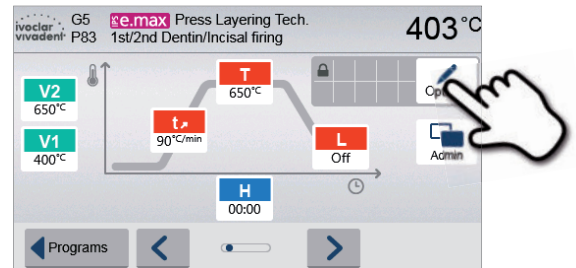 ivoclar
vivadent
G5
P83
IPS e.max Press Layering Tech.
1st/2nd Dentin/Incisal firing
403°C
V2
650°C
V1
400°C
t
90°C/min
T
650°C
L
Off
H
00:00
Admin
Programs